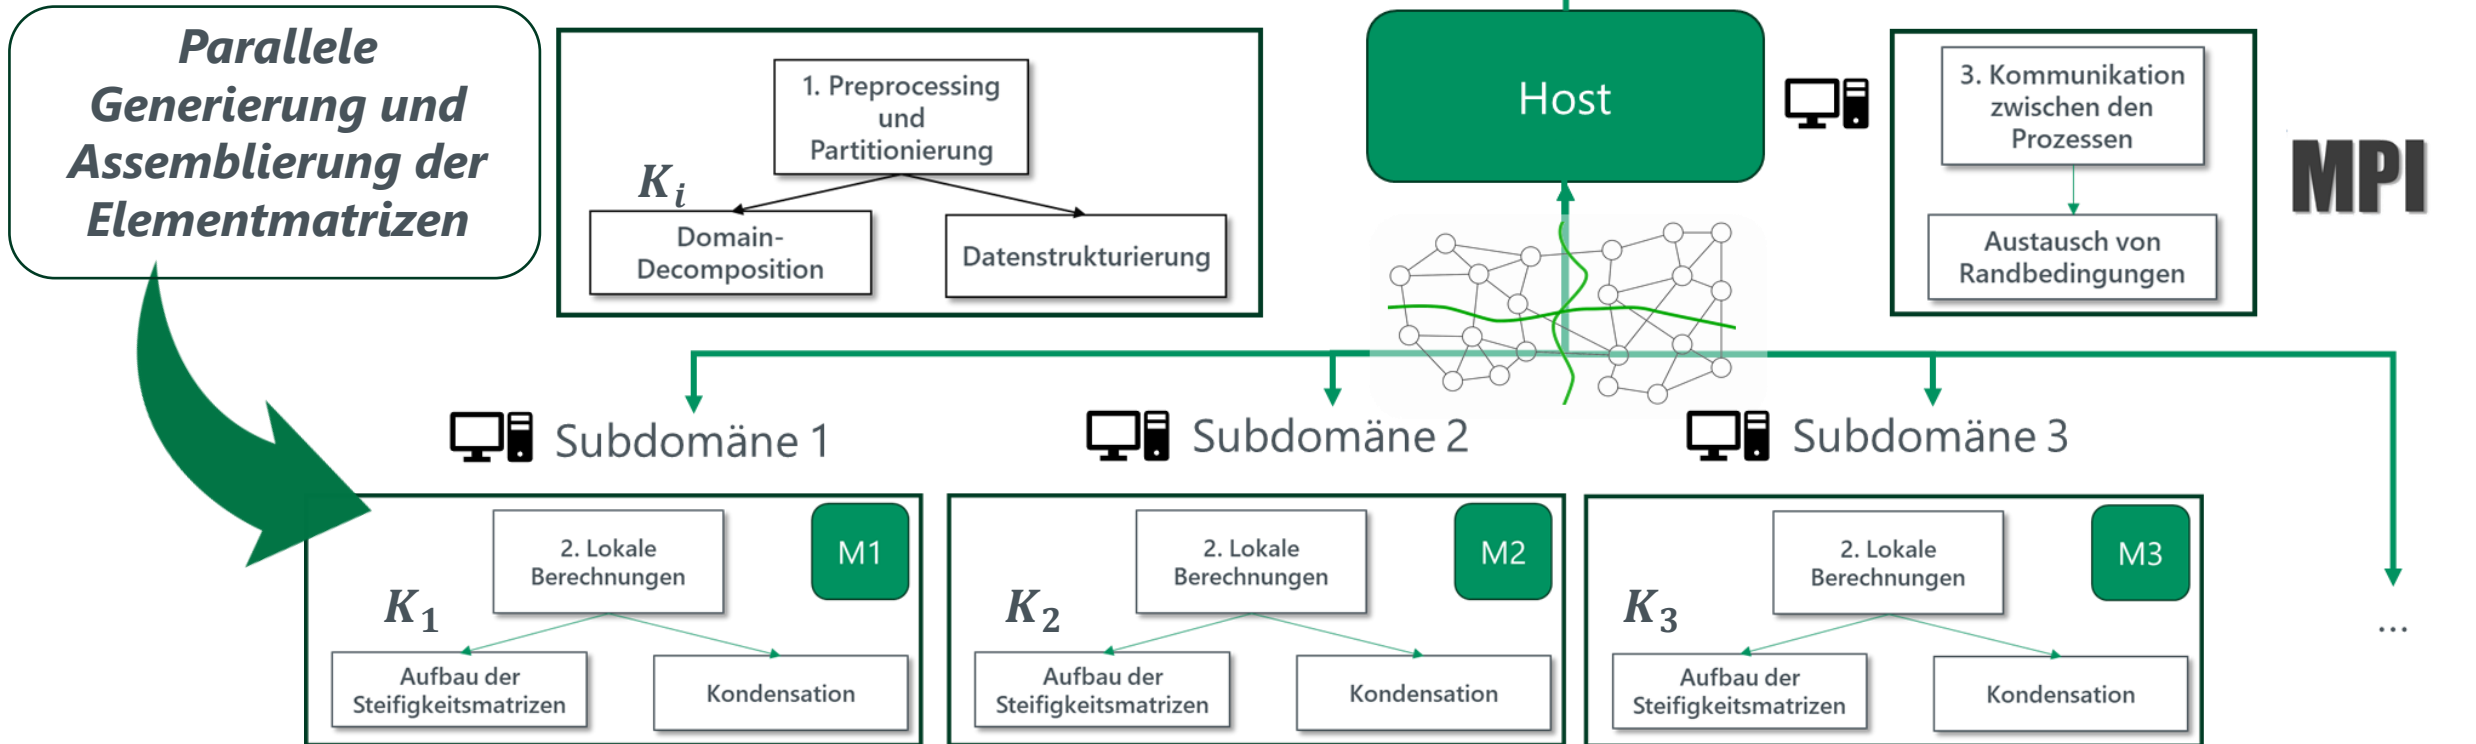 Parallele
Generierung und
Assemblierung der
Elementmatrizen
1. Preprocessing
und
Partitionierung
K_i
Domain-
Decomposition
Datenstrukturierung
Host
3. Kommunikation
zwischen den
Prozessen
Austausch von
Randbedingungen
MPI
Subdomäne 1
Subdomäne 2
Subdomäne 3
2. Lokale
Berechnungen
M1
K_1
Aufbau der
Steifigkeitsmatrizen
Kondensation
2. Lokale
Berechnungen
M2
K_2
Aufbau der
Steifigkeitsmatrizen
Kondensation
2. Lokale
Berechnungen
M3
K_3
Aufbau der
Steifigkeitsmatrizen
Kondensation
...